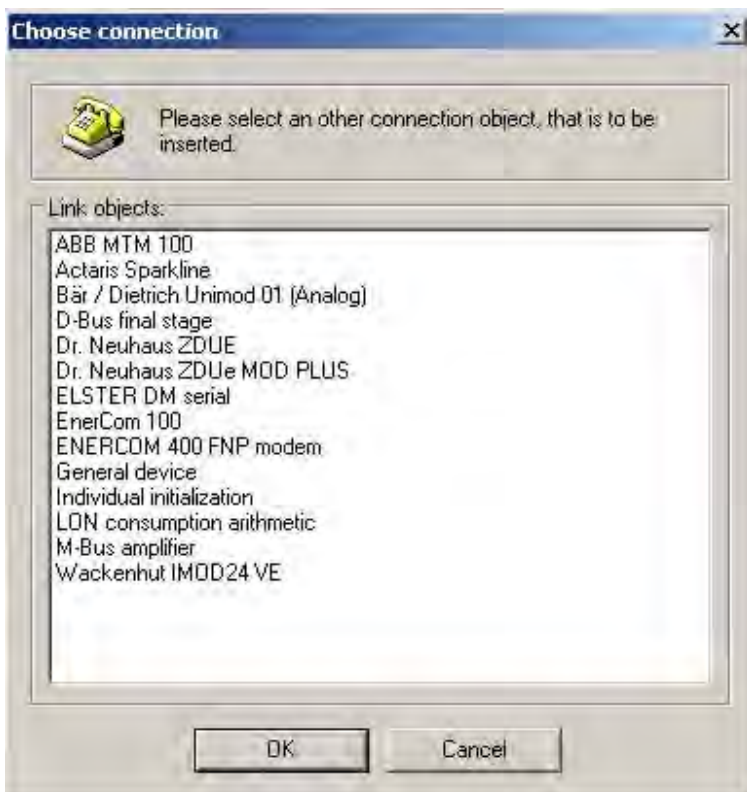 Choose connection
Please select an other connection object, that is to be
inserted.
Link objects:
ABB MTM 100
Actaris Sparkline
Bär / Dietrich Unimod 01 (Analog)
D-Bus final stage
Dr. Neuhaus ZDUE
Dr. Neuhaus ZDUe MOD PLUS
ELSTER DM serial
EnerCom 100
ENERCOM 400 FNP modem
General device
Individual initialization
LON consumption arithmetic
M-Bus amplifier
Wackenhut IMOD24 VE
OK Cancel